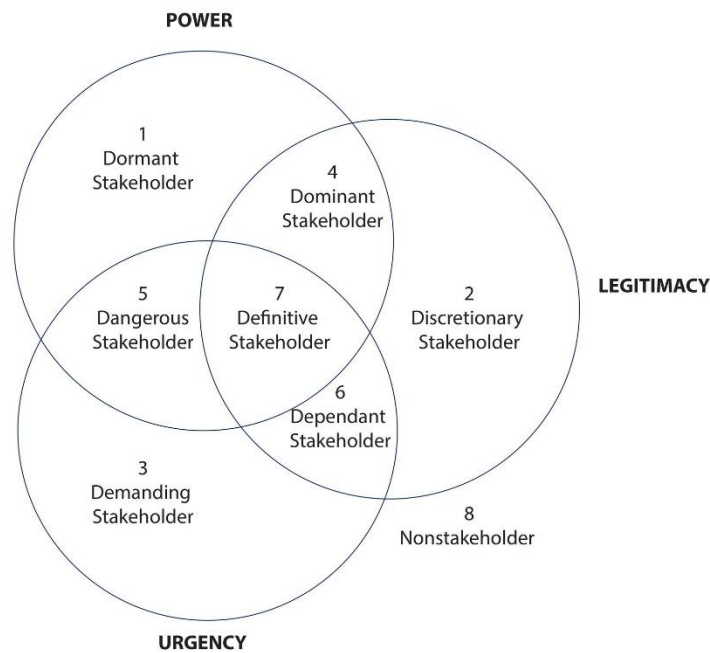 POWER
1
Dormant
Stakeholder
4
Dominant
Stakeholder
5
Dangerous
Stakeholder
7
Definitive
Stakeholder
2
Discretionary
Stakeholder
LEGITIMACY
6
Dependant
Stakeholder
3
Demanding
Stakeholder
8
Nonstakeholder
URGENCY